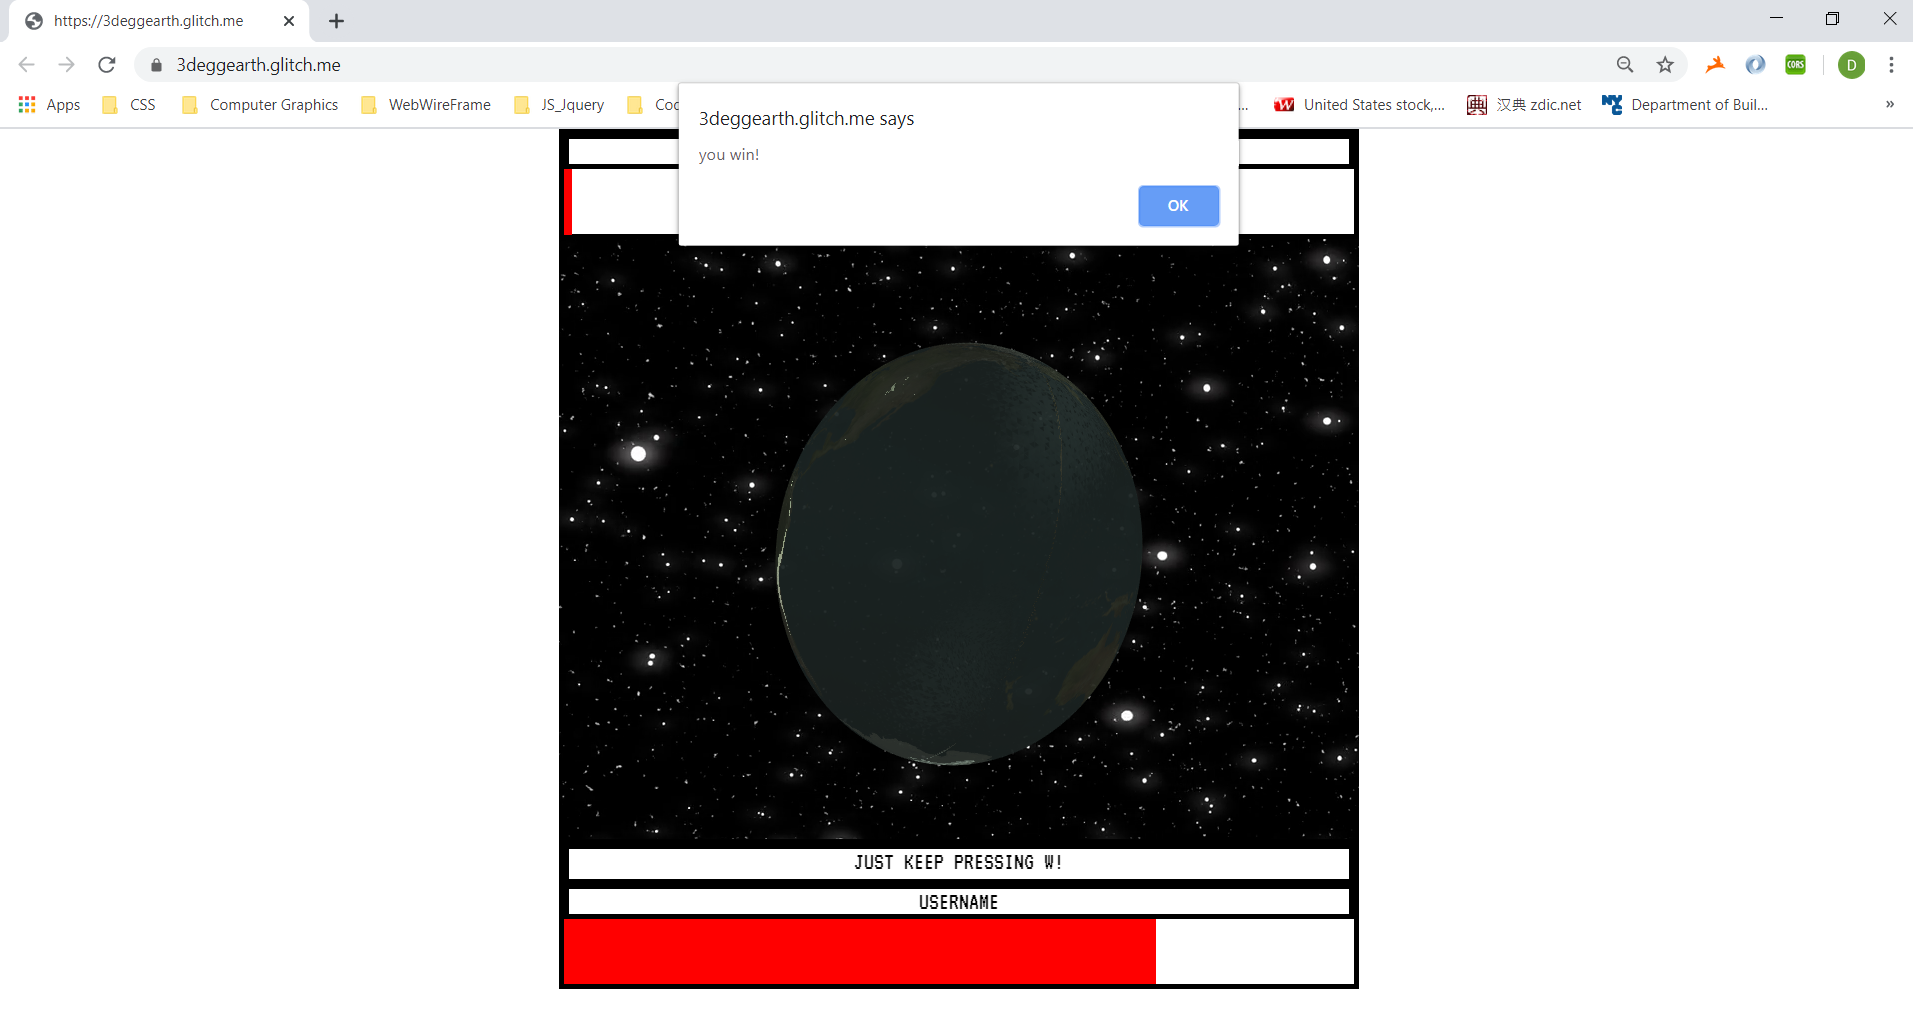 https://3deggearth.glitch.me
3deggearth.glitch.me
CORS
D
Apps CSS Computer Graphics WebWireFrame JS_Jquery Coc ... United States stock,... 汉典 zdic.net Department of Buil... »
3deggearth.glitch.me says
you win!
OK
JUST KEEP PRESSING W!
USERNAME